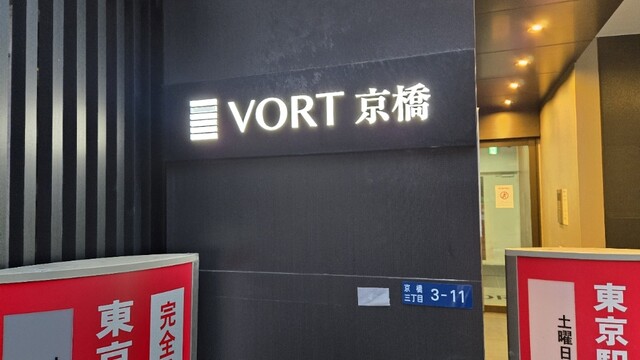 VORT 京橋
京橋
三丁目 3-11
東京
完全
東京駅
土曜日